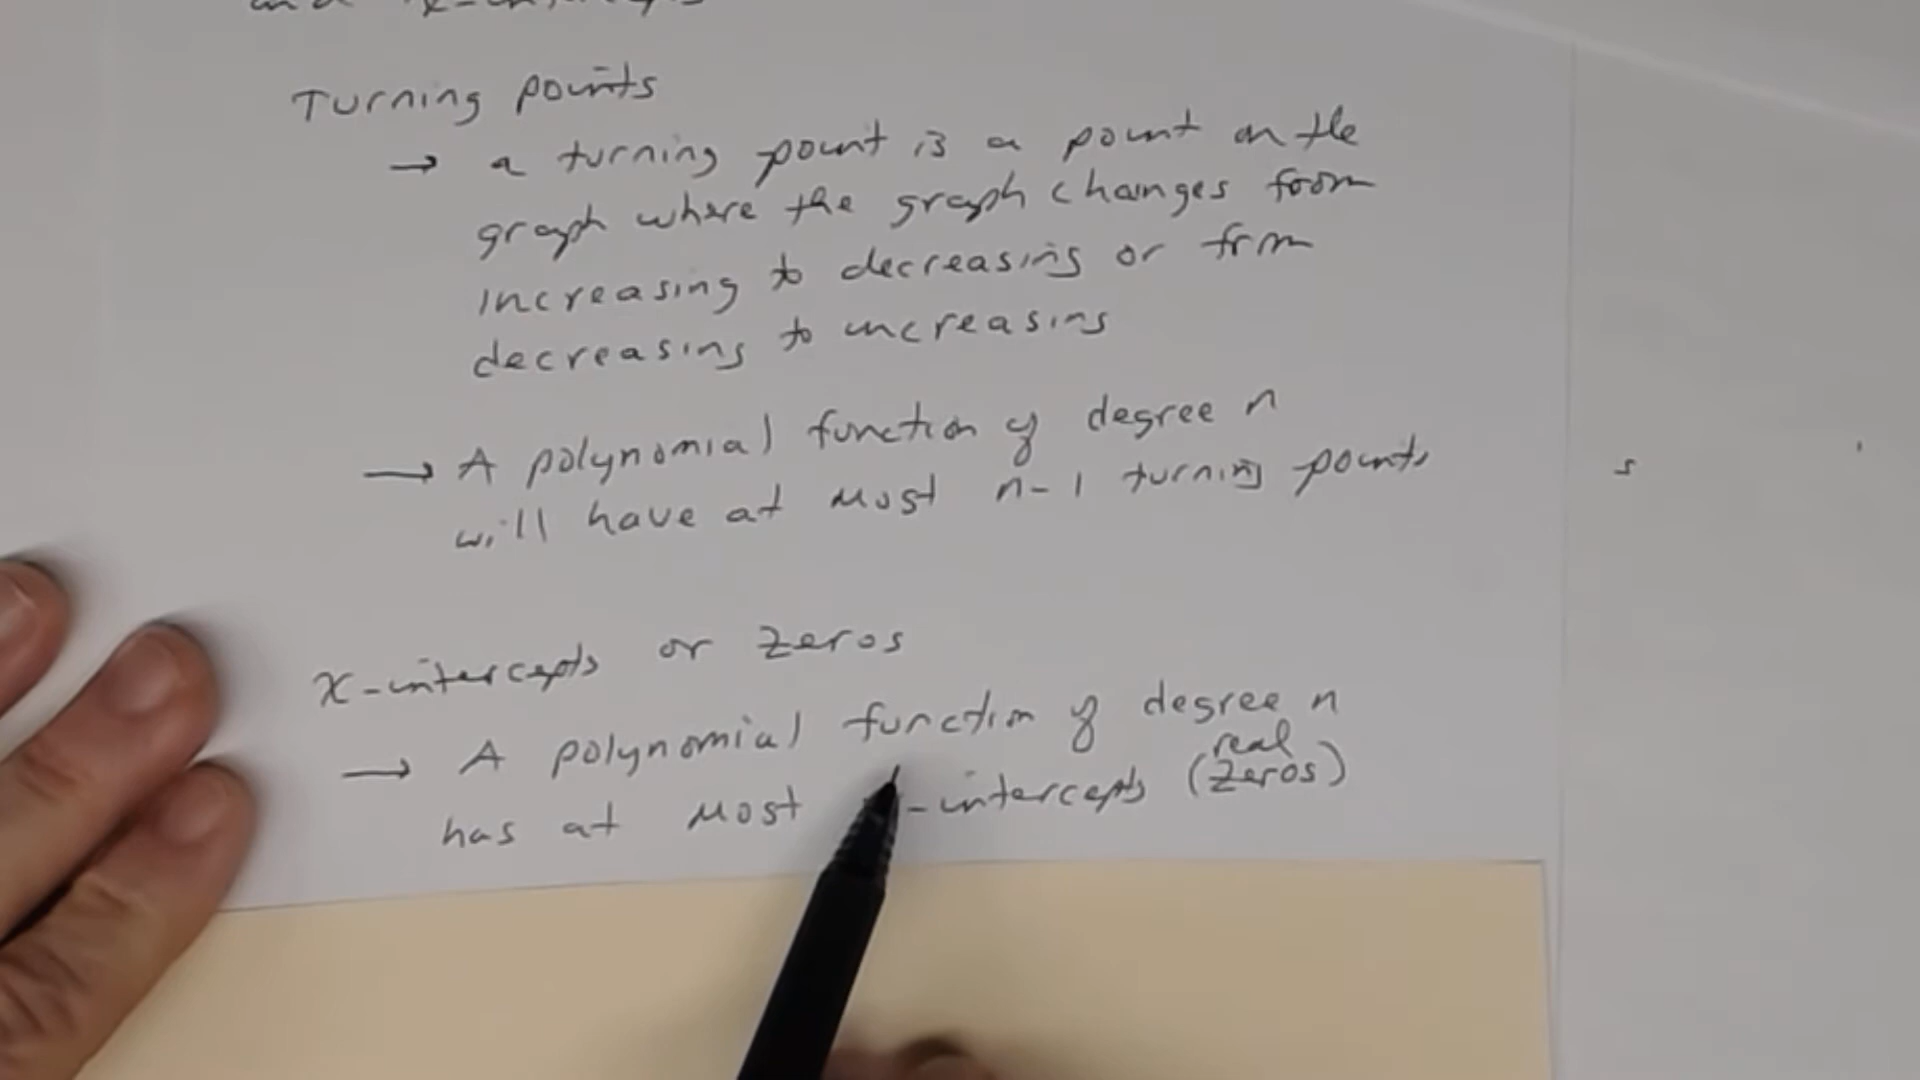 and x-intercepts
Turning points
→ a turning point is a point on the
graph where the graph changes from
increasing to decreasing or from
decreasing to increasing
→ A polynomial function of degree n
will have at most n-1 turning points
s
x-intercepts or zeros
→ A polynomial function of degree n
real
has at most -intercepts (zeros)